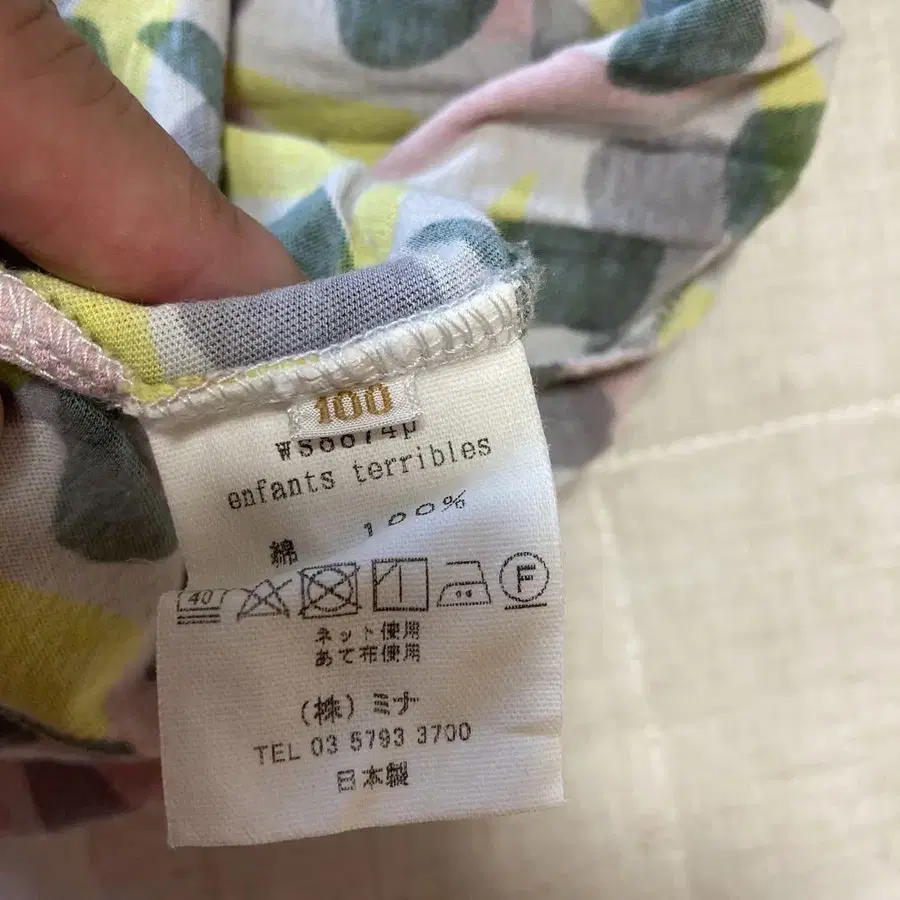 100
enfants terribles
綿 100%
40 F
ネット使用
あて布使用
(株)ミナ
TEL 03 5793 3700
日本製